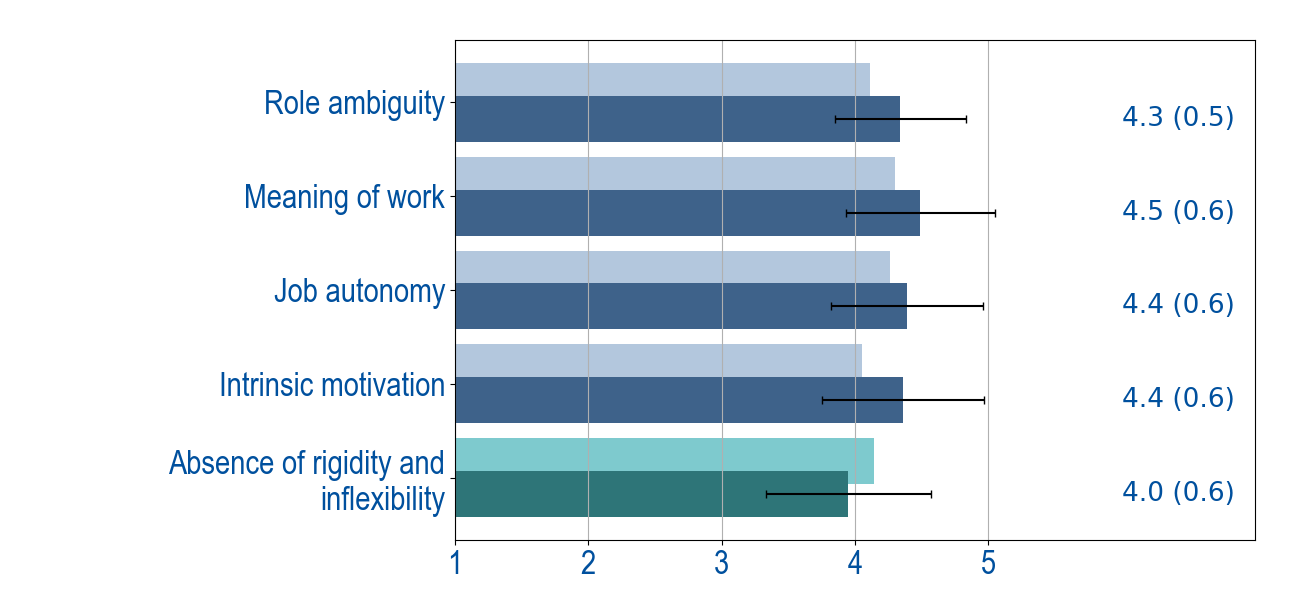 Role ambiguity 4.3 (0.5)
Meaning of work 4.5 (0.6)
Job autonomy 4.4 (0.6)
Intrinsic motivation 4.4 (0.6)
Absence of rigidity and
inflexibility 4.0 (0.6)
1 2 3 4 5